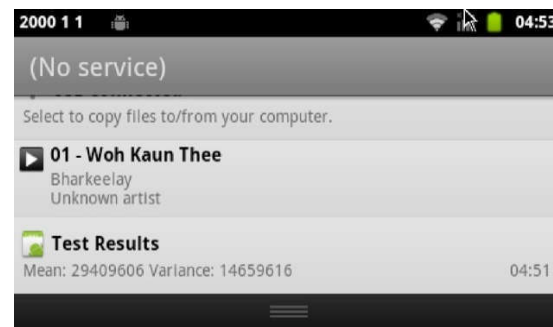 2000 1 1 04:53
(No service)
Select to copy files to/from your computer.
01 - Woh Kaun Thee
Bharkeelay
Unknown artist
Test Results
Mean: 29409606 Variance: 14659616 04:51